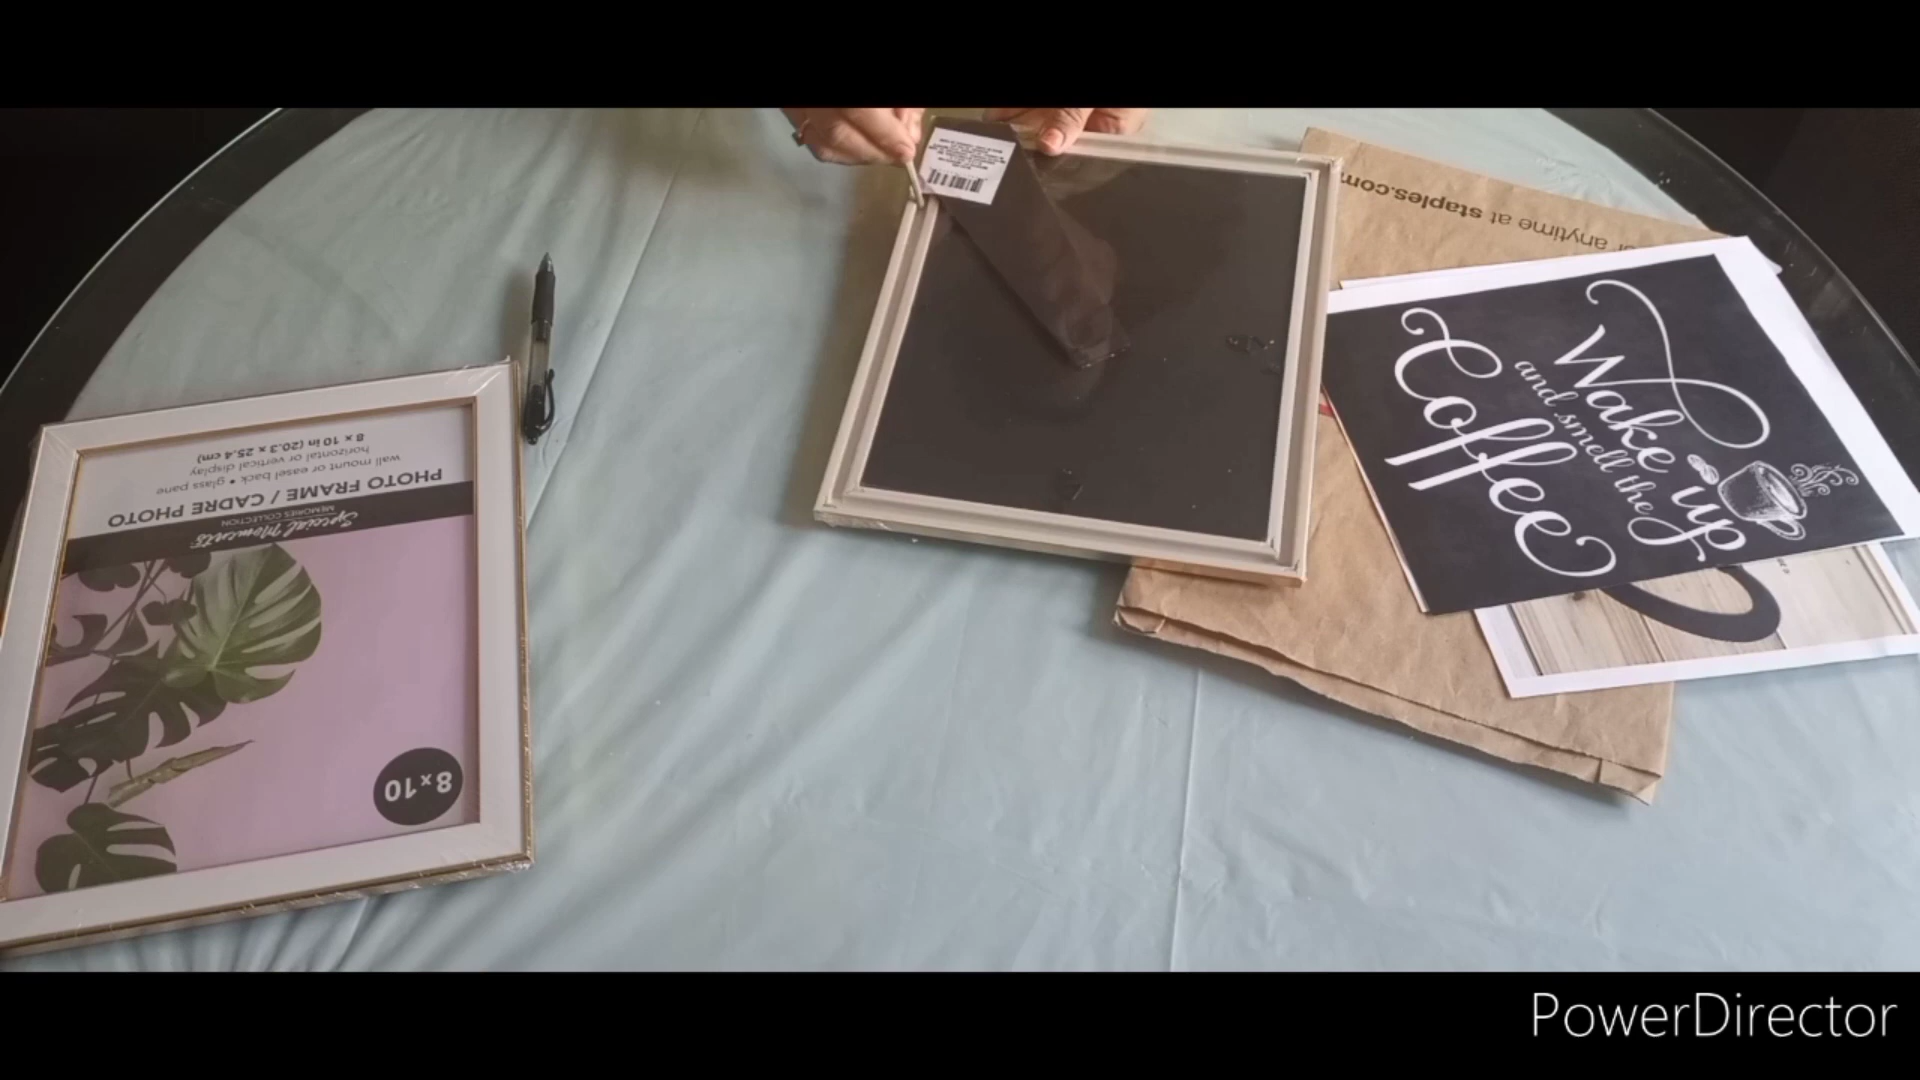 or anytime at staples.com
Wake up
and smell the
Coffee
Special Moments
MEMORIES COLLECTION
PHOTO FRAME / CADRE PHOTO
wall mount or easel back • glass pane
horizontal or vertical display
8 x 10 in (20.3 x 25.4 cm)
8x10
PowerDirector